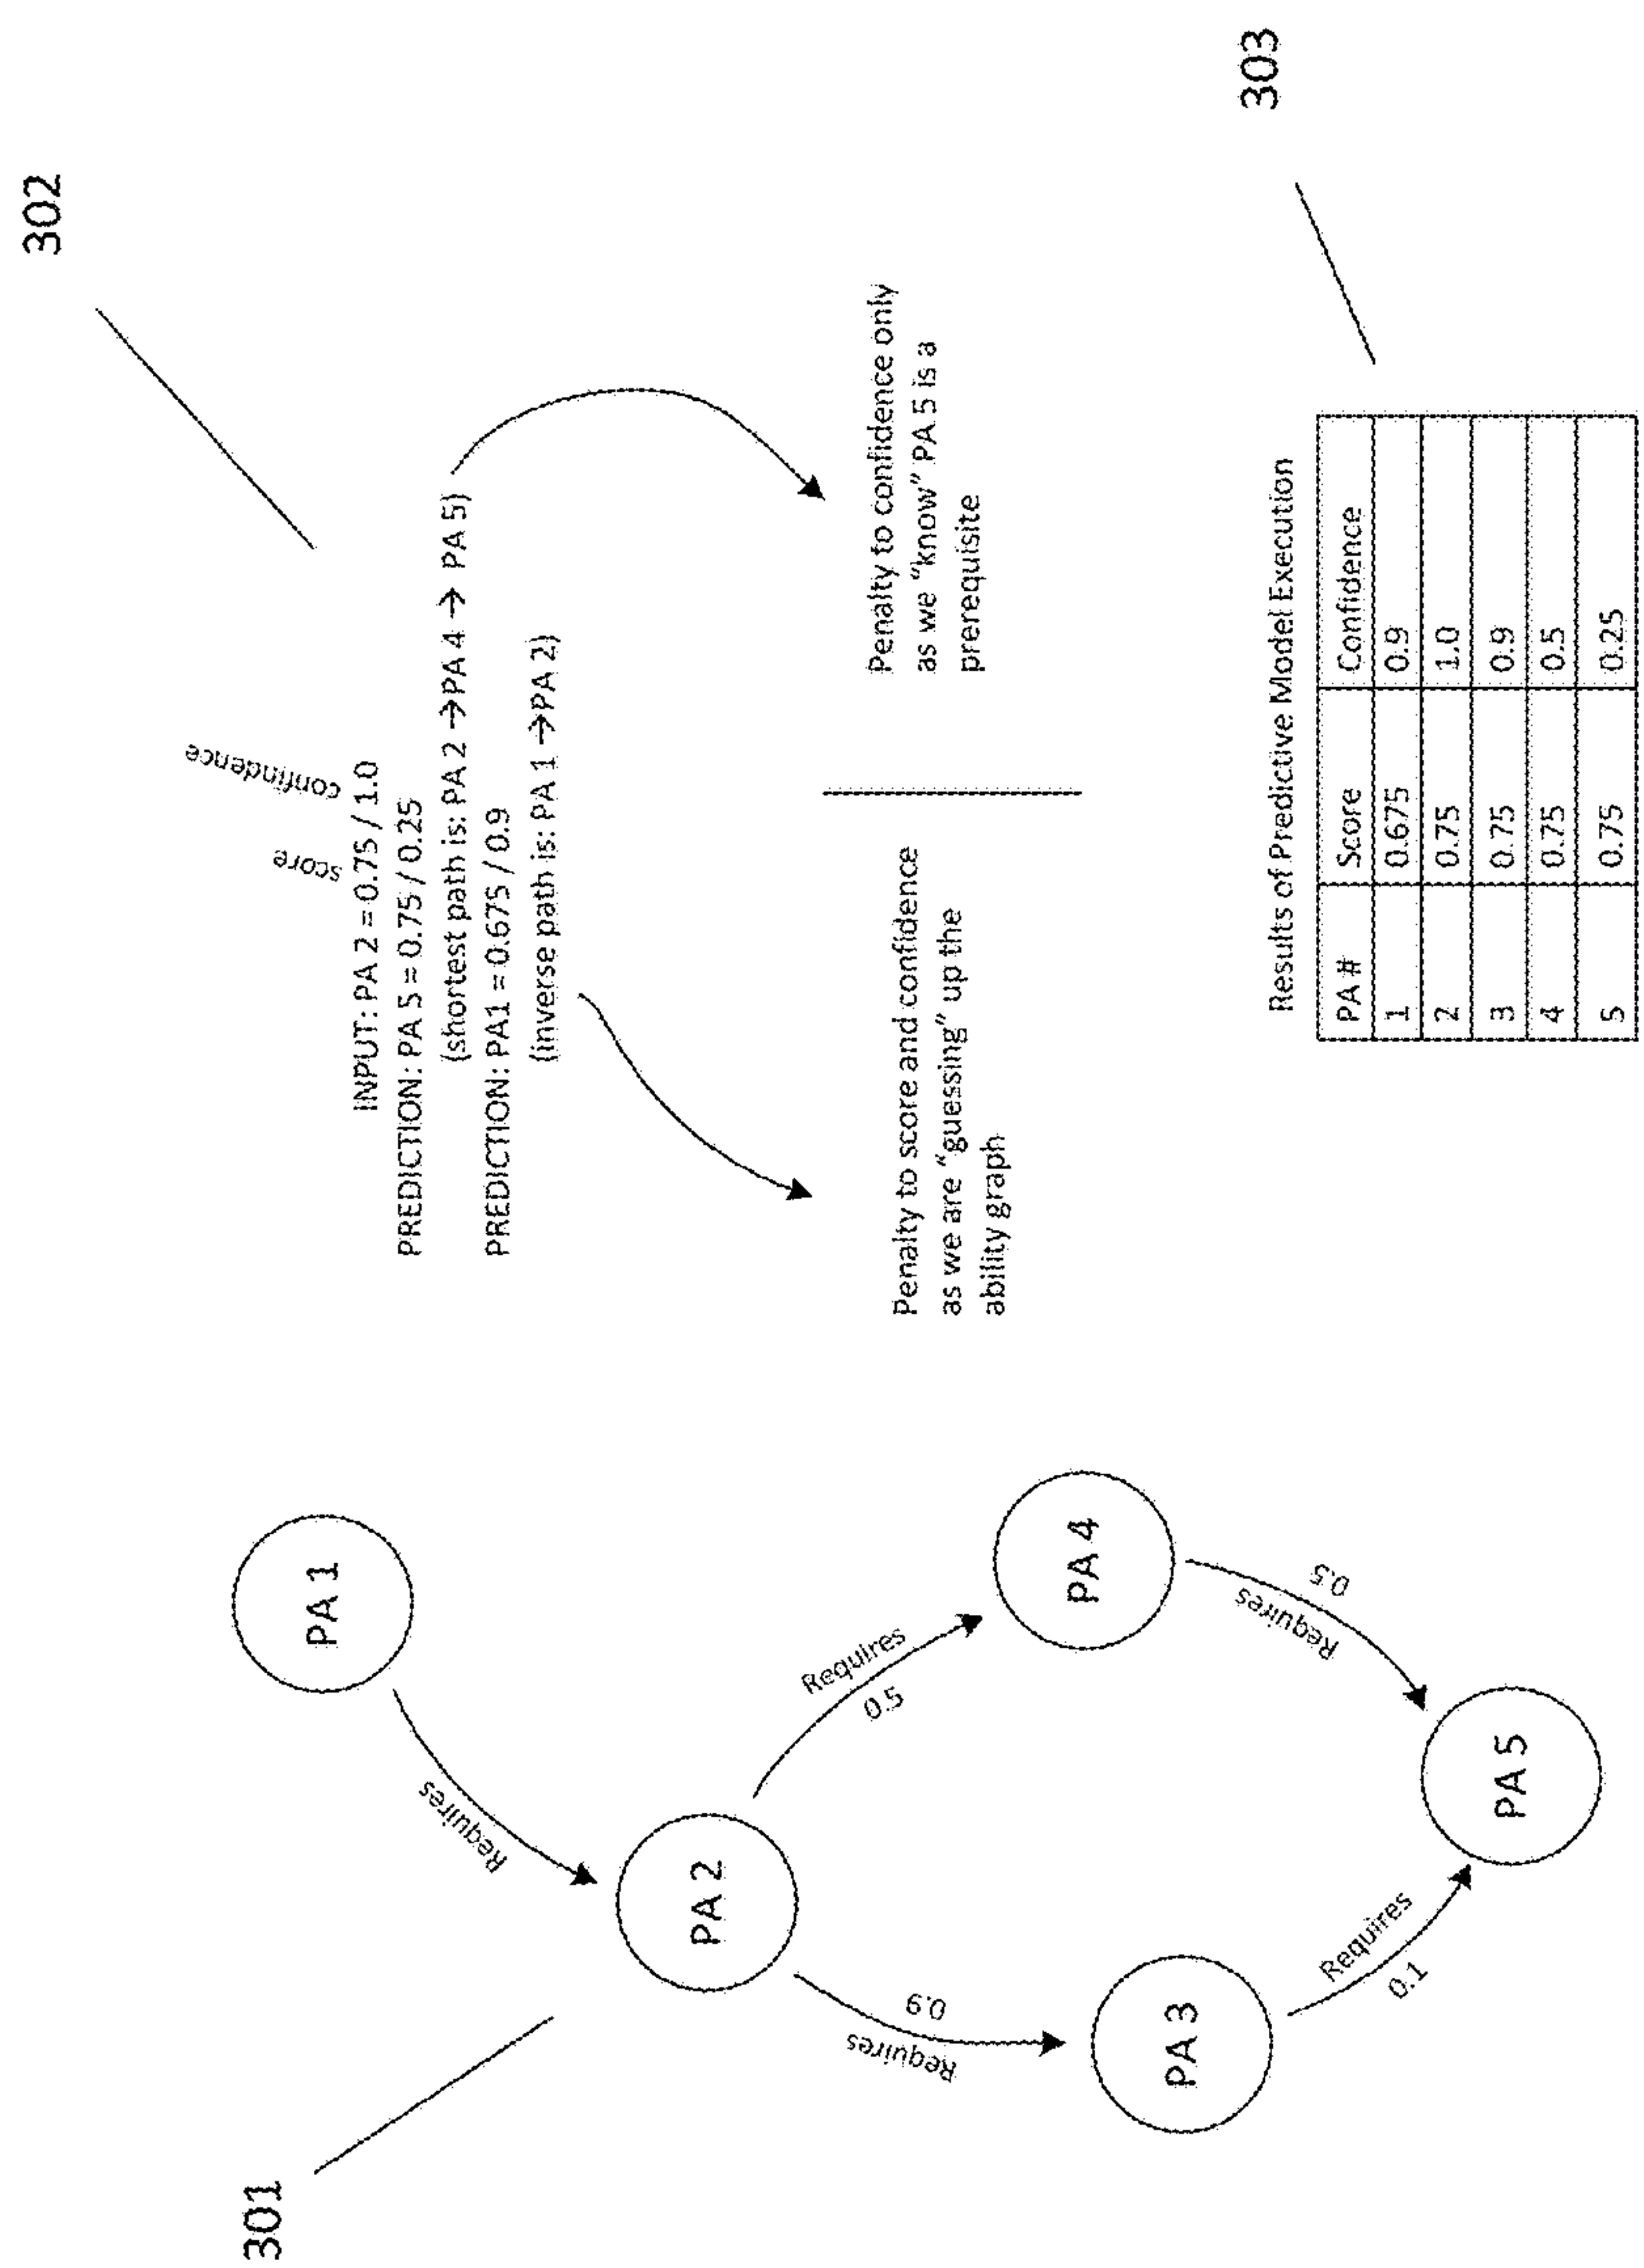 301
PA 1
Requires
PA 2
Requires
0.9
Requires
0.5
PA 3
PA 4
Requires
0.1
Requires
0.5
PA 5
302
score
confindence
INPUT: PA 2 = 0.75 / 1.0
PREDICTION: PA 5 = 0.75 / 0.25
(shortest path is: PA 2 →PA 4 → PA 5)
PREDICTION: PA1 = 0.675 / 0.9
(inverse path is: PA 1 →PA 2)
Penalty to score and confidence
as we are “guessing” up the
ability graph
Penalty to confidence only
as we “know” PA 5 is a
prerequisite
303
Results of Predictive Model Execution
PA # Score Confidence
1 0.675 0.9
2 0.75 1.0
3 0.75 0.9
4 0.75 0.5
5 0.75 0.25